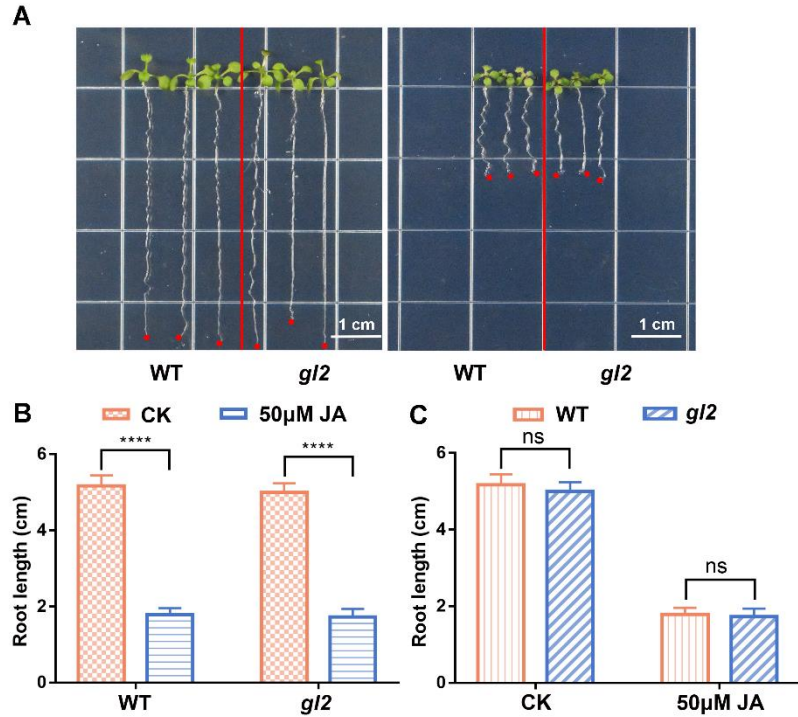 A
1 cm
1 cm
WT gl2
WT gl2
B
CK 50μM JA
Root length (cm)
6
4
2
0
****
****
WT gl2
C
WT gl2
Root length (cm)
6
4
2
0
ns
ns
CK 50μM JA